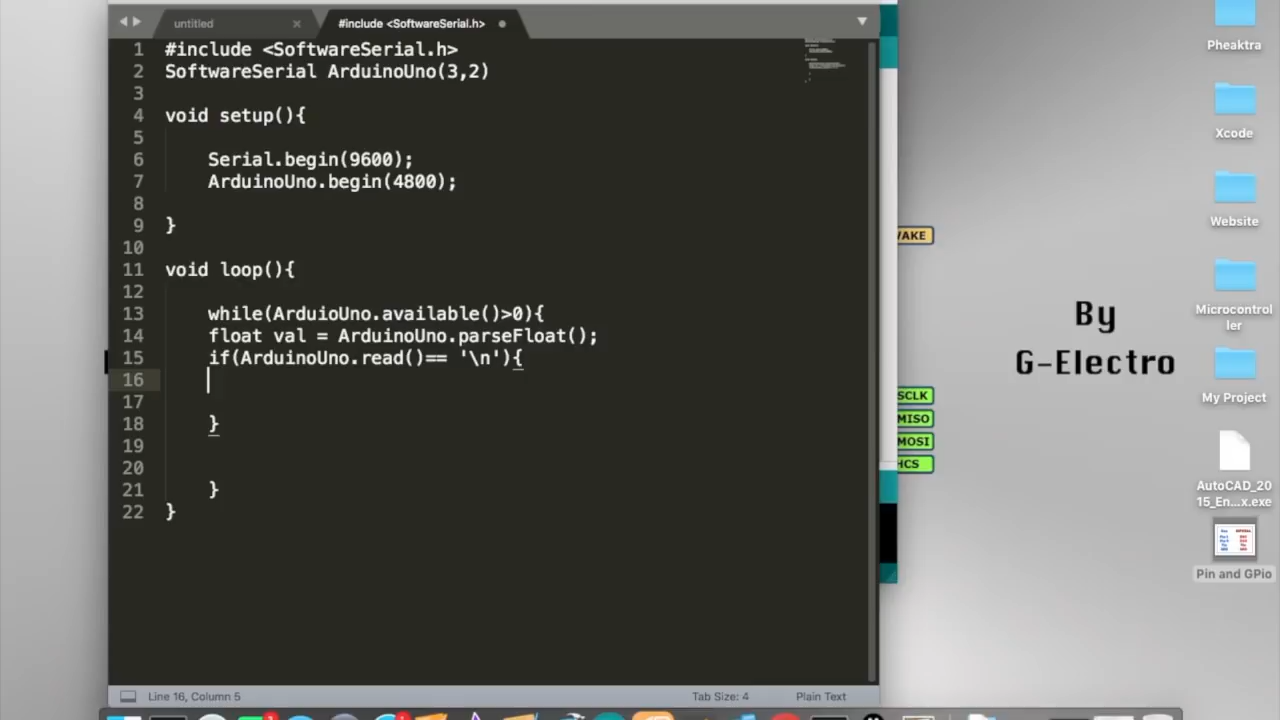 untitled
#include <SoftwareSerial.h>
1 #include <SoftwareSerial.h>
2 SoftwareSerial ArduinoUno(3,2)
3
4 void setup(){
5
6 Serial.begin(9600);
7 ArduinoUno.begin(4800);
8
9 }
10
11 void loop(){
12
13 while(ArduioUno.available()>0){
14 float val = ArduinoUno.parseFloat();
15 if(ArduinoUno.read()== '\n'){
16
17
18 }
19
20
21 }
22 }
Line 16, Column 5
Tab Size: 4
Plain Text
SCLK
MISO
MOSI
HCS
By
G-Electro
Pheaktra
Xcode
Website
Microcontrol
ler
My Project
AutoCAD_20
15_En...x.exe
Pin and GPio